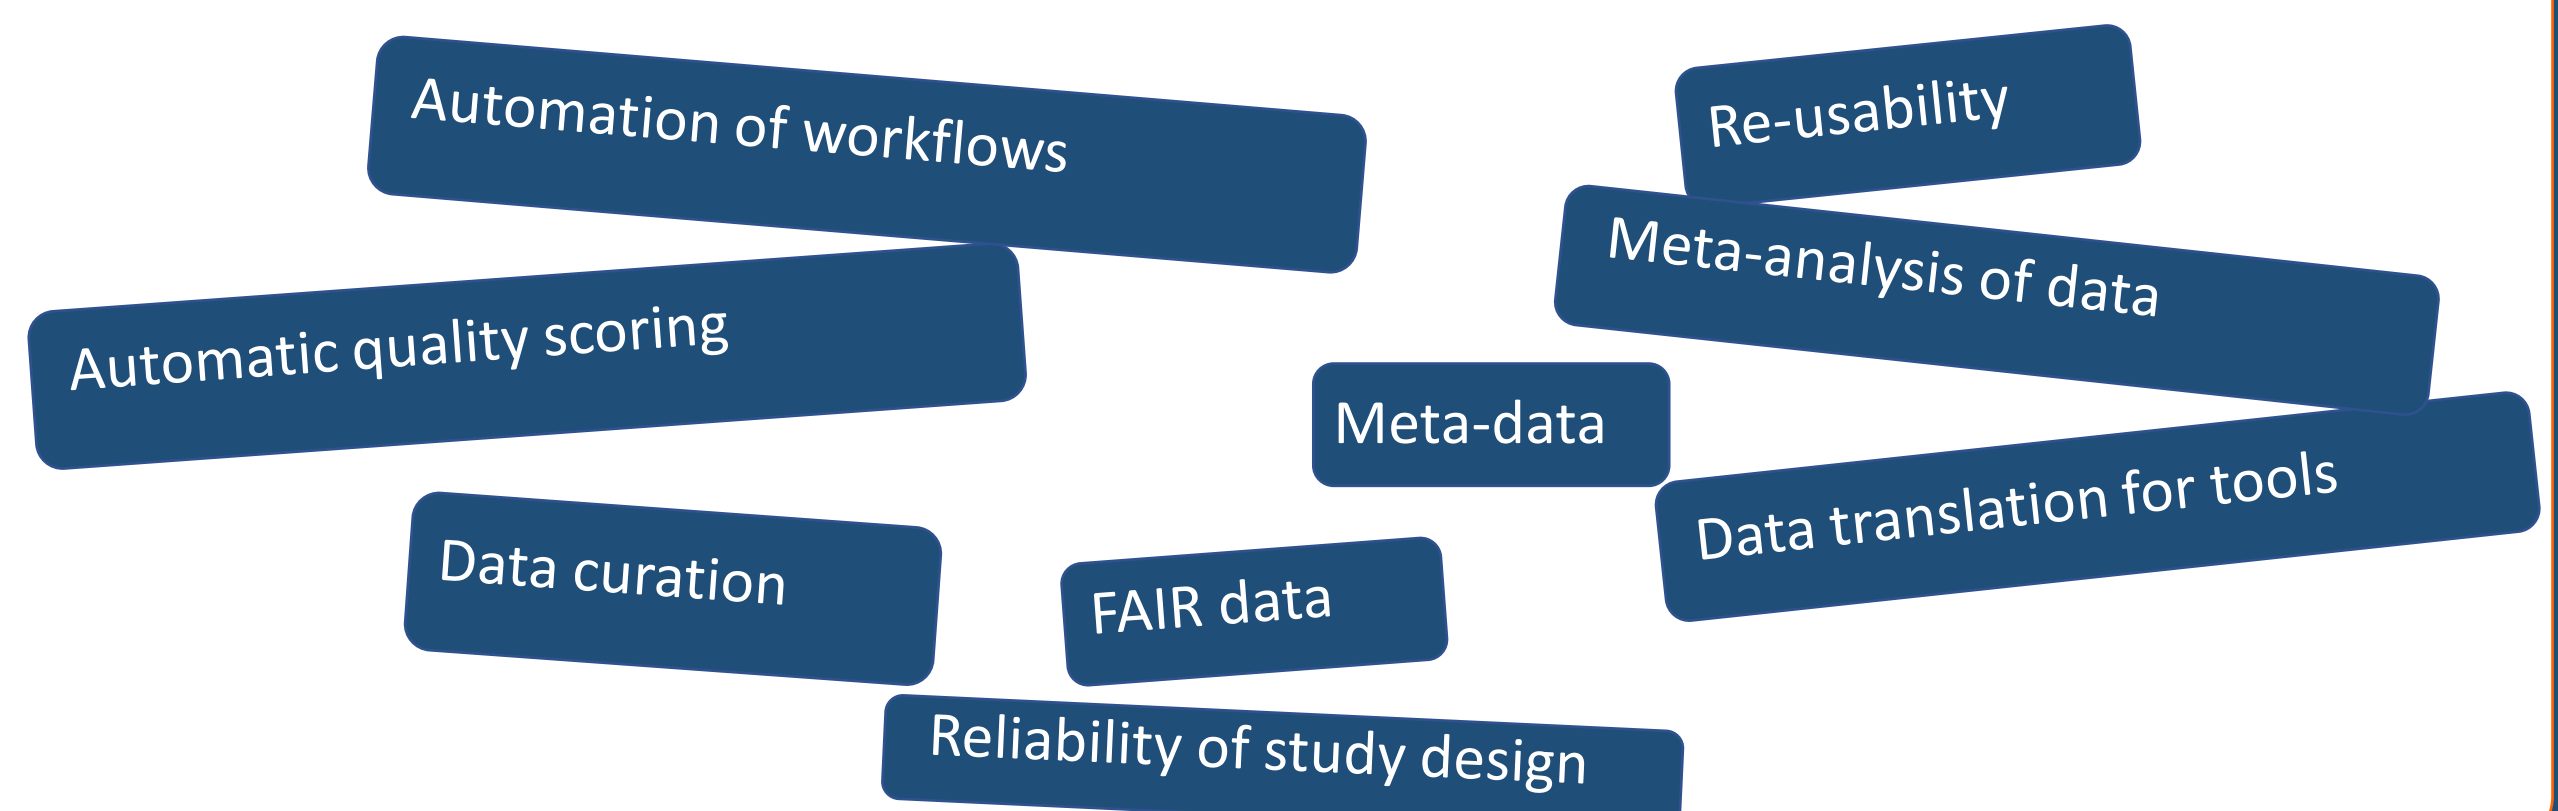 Automation of workflows
Re-usability
Meta-analysis of data
Automatic quality scoring
Meta-data
Data translation for tools
Data curation
FAIR data
Reliability of study design